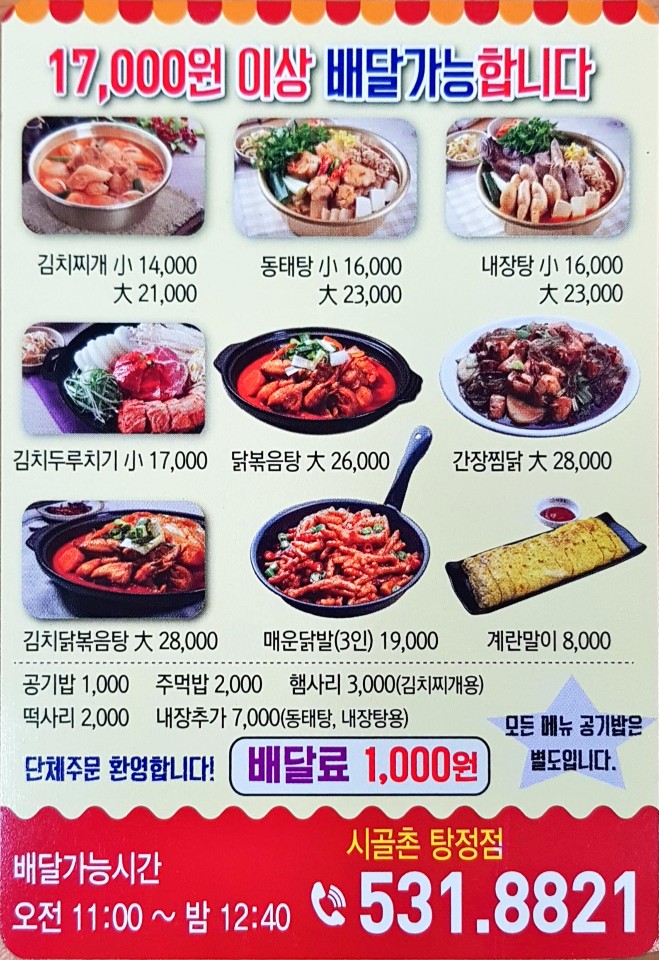 17,000원 이상 배달가능합니다
김치찌개 小 14,000
大 21,000
동태탕 小 16,000
大 23,000
내장탕 小 16,000
大 23,000
김치두루치기 小 17,000
닭볶음탕 大 26,000
간장찜닭 大 28,000
김치닭볶음탕 大 28,000
매운닭발(3인) 19,000
계란말이 8,000
공기밥 1,000 주먹밥 2,000 햄사리 3,000(김치찌개용)
떡사리 2,000 내장추가 7,000(동태탕, 내장탕용)
모든 메뉴 공기밥은
별도입니다.
단체주문 환영합니다!
배달료 1,000원
배달가능시간
오전 11:00 ~ 밤 12:40
시골촌 탕정점
531.8821